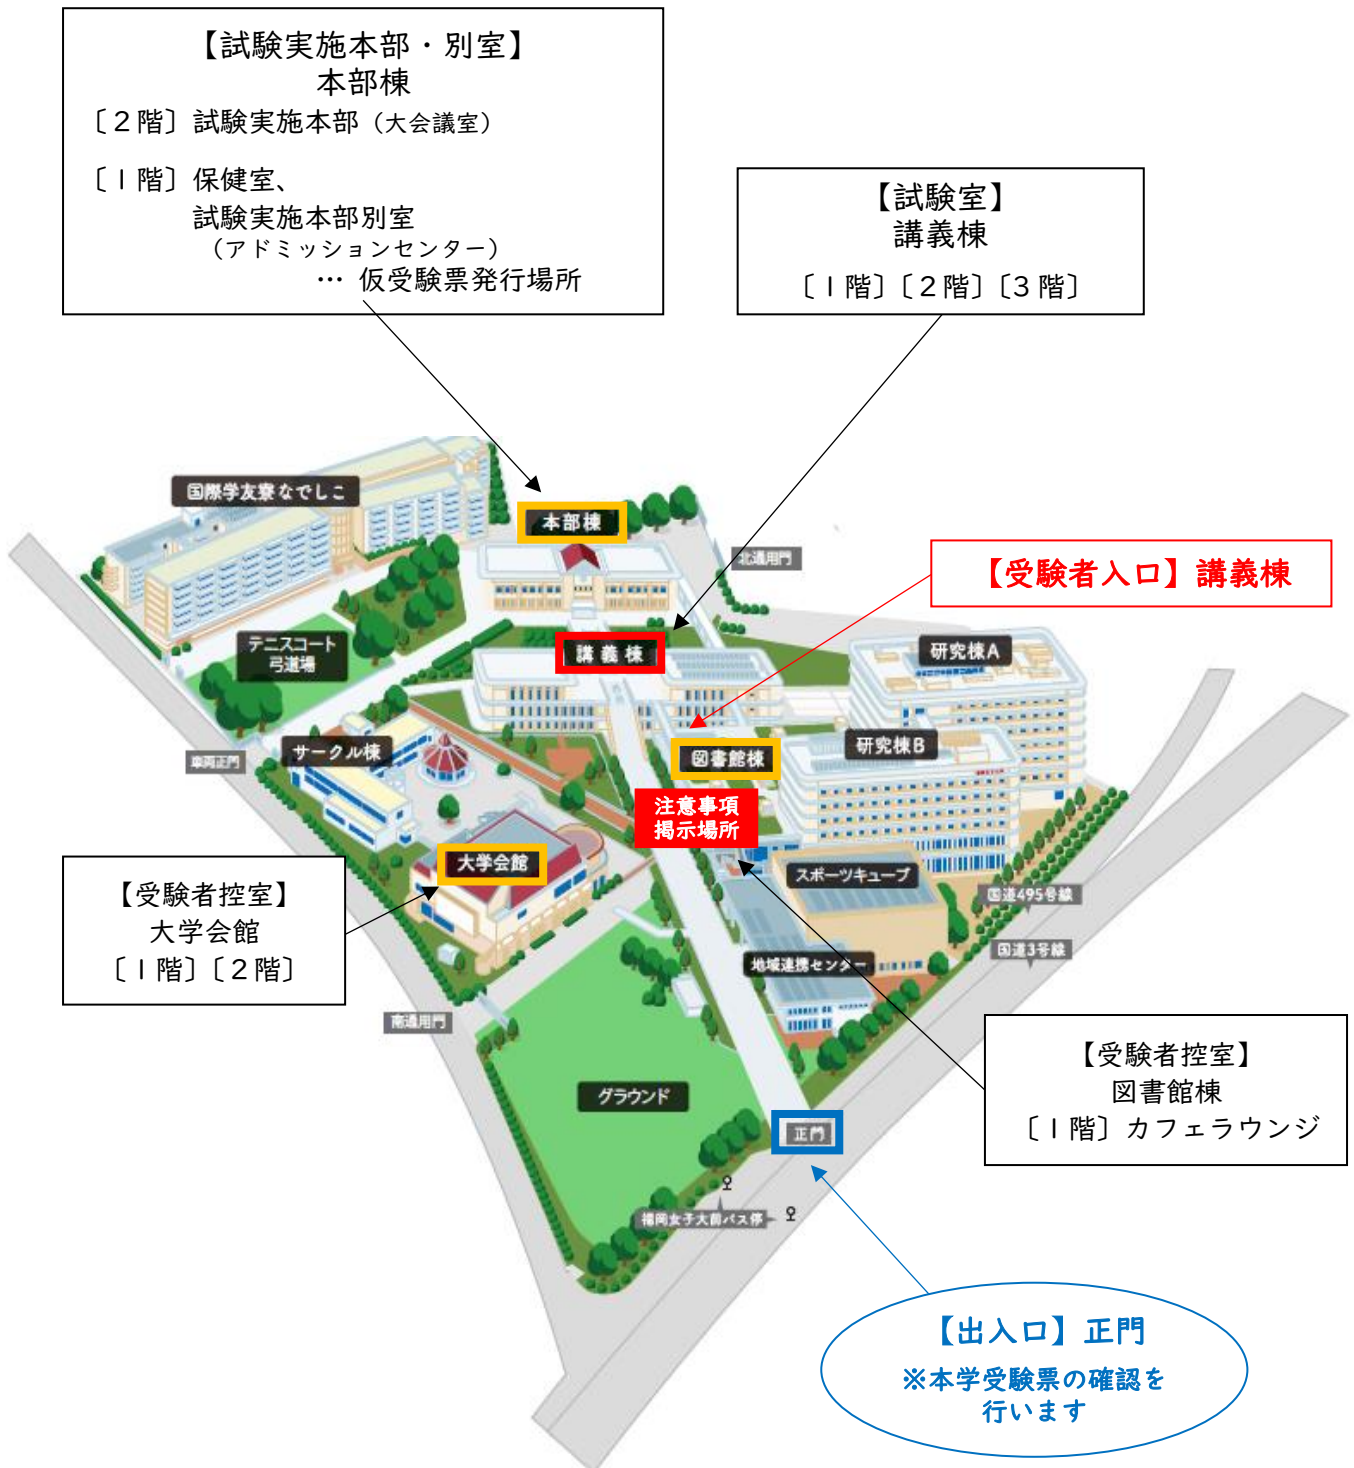 【試験実施本部・別室】
本部棟
〔２階〕試験実施本部（大会議室）
〔１階〕保健室、
試験実施本部別室
（アドミッションセンター）
… 仮受験票発行場所
【試験室】
講義棟
〔１階〕〔２階〕〔３階〕
国際学友寮なでしこ
本部棟
北通用門
【受験者入口】講義棟
テニスコート
弓道場
講義棟
研究棟A
サークル棟
車両正門
図書館棟
研究棟B
注意事項
掲示場所
大学会館
スポーツキューブ
国道495号線
【受験者控室】
大学会館
〔１階〕〔２階〕
国道3号線
地域連携センター
南通用門
【受験者控室】
図書館棟
〔１階〕カフェラウンジ
グラウンド
正門
福岡女子大前バス停
【出入口】正門
※本学受験票の確認を
行います